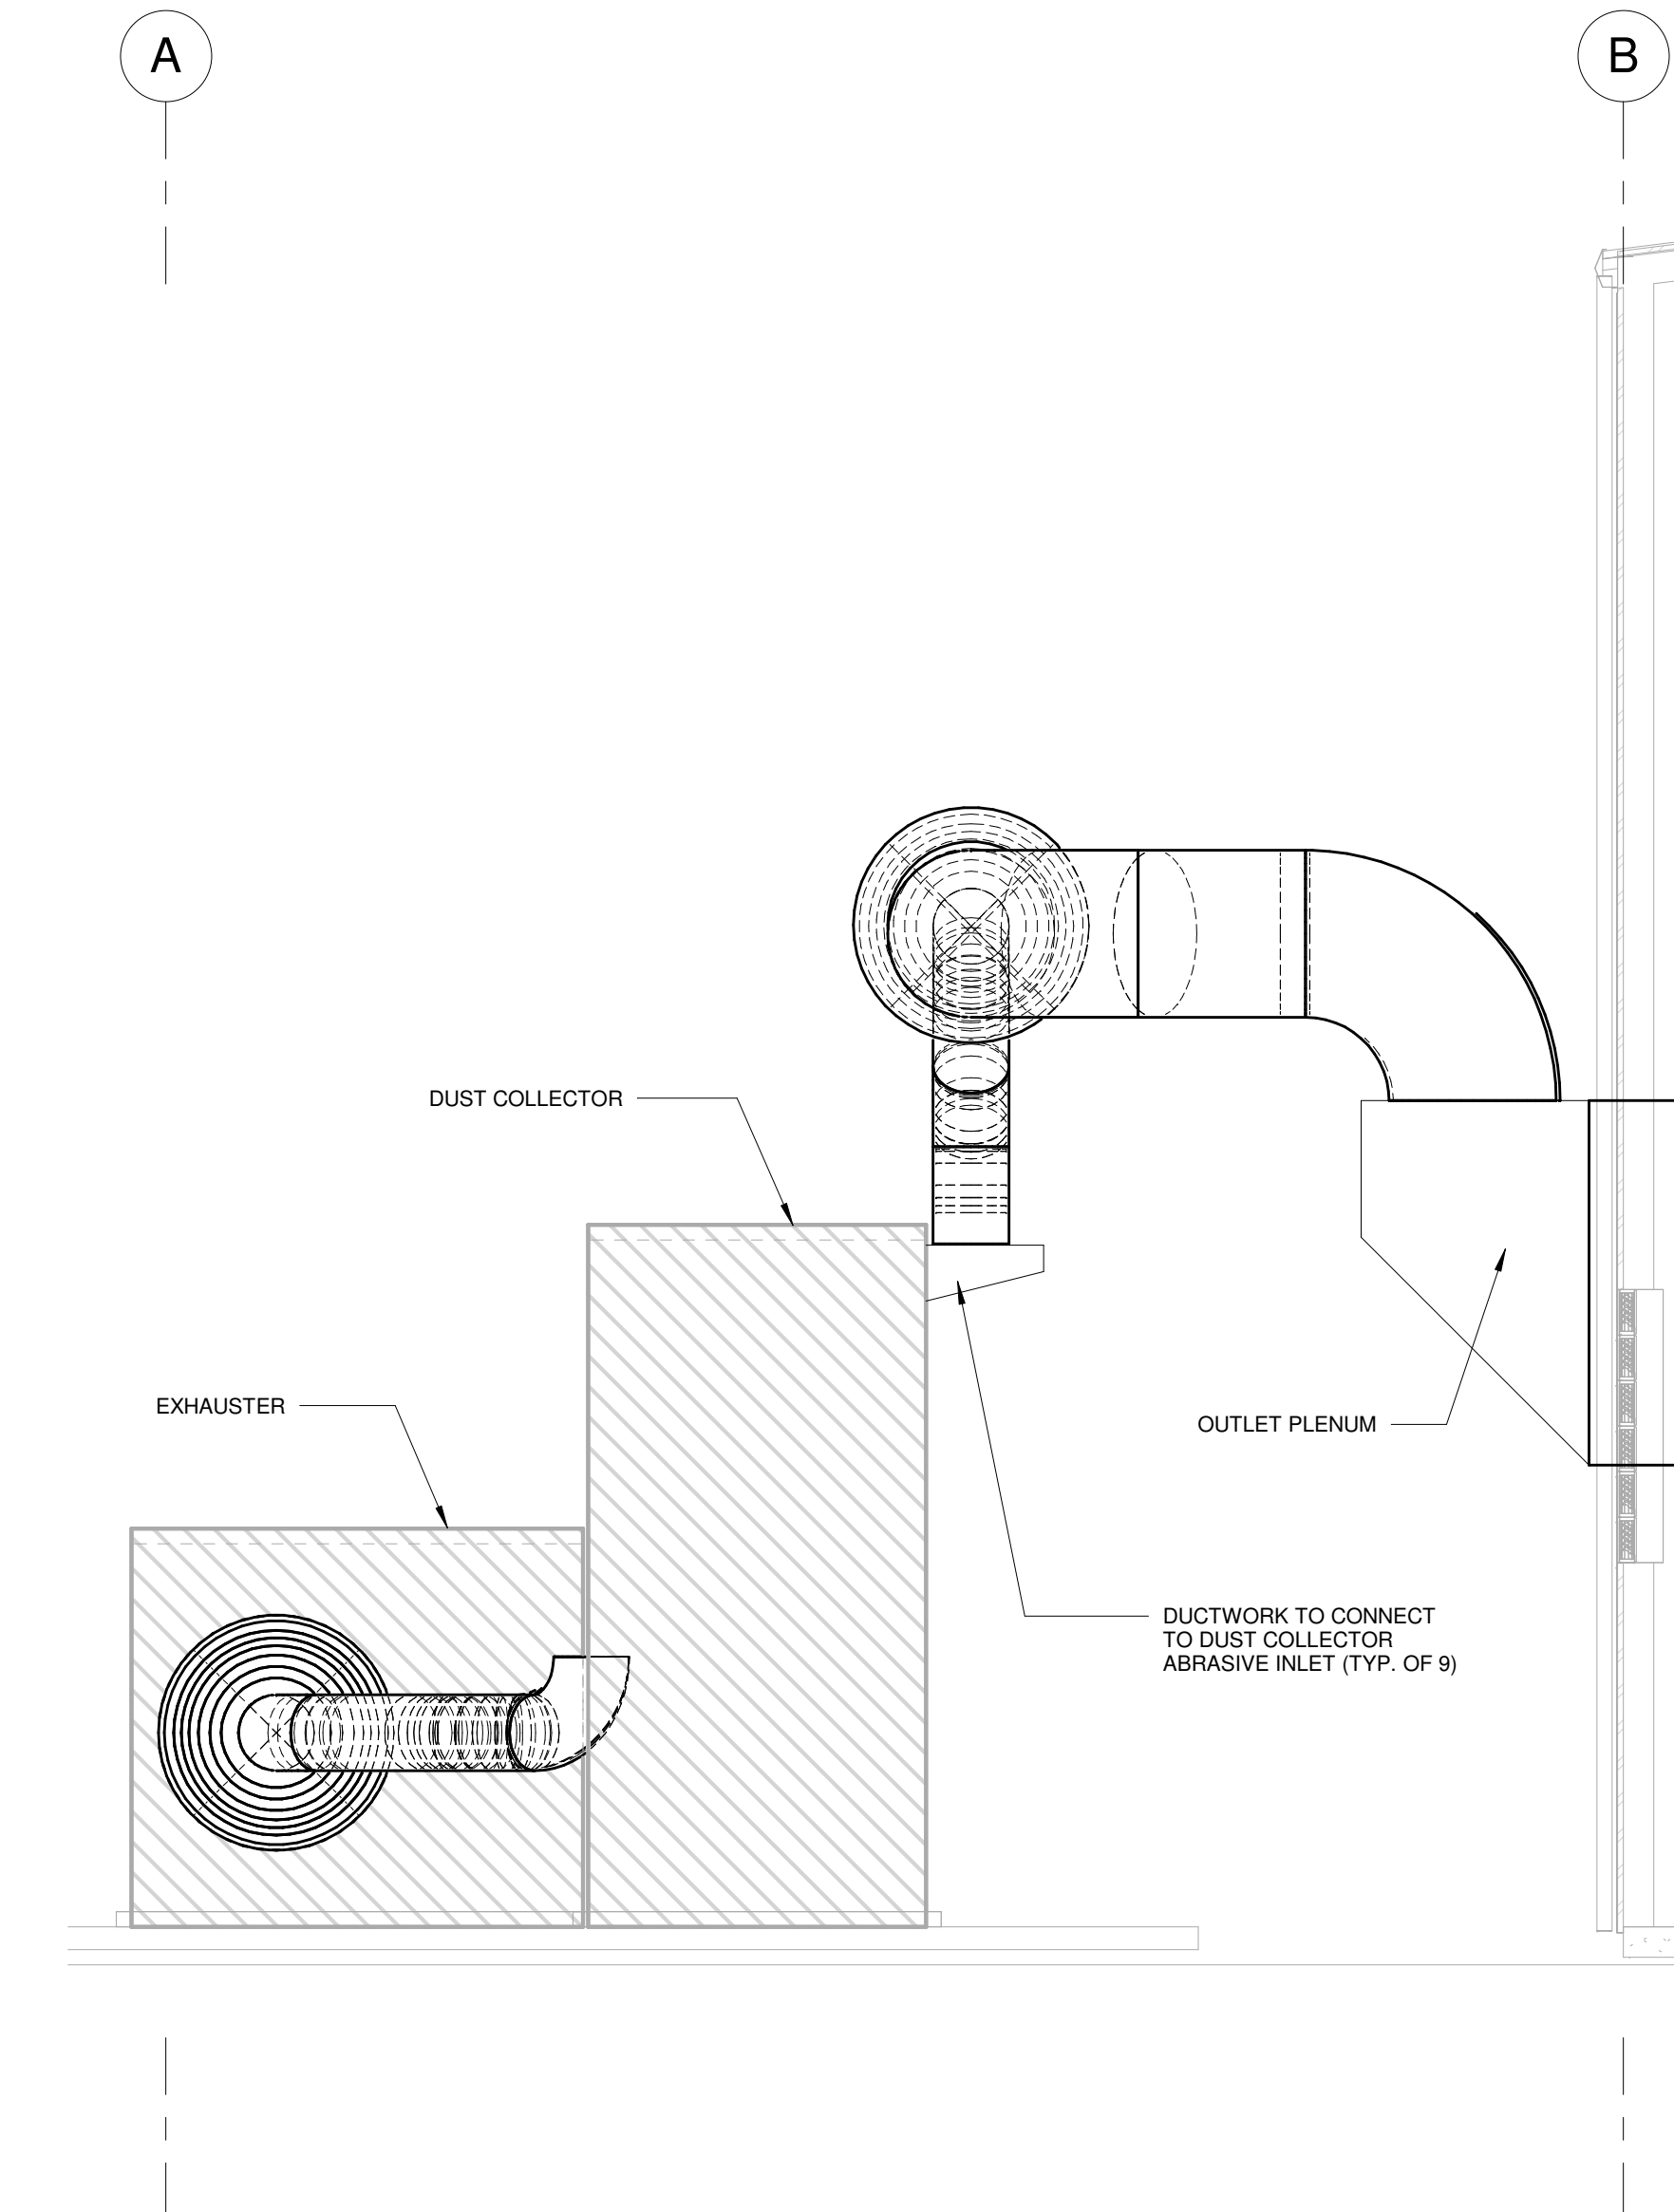 A
B
DUST COLLECTOR
EXHAUSTER
OUTLET PLENUM
DUCTWORK TO CONNECT
TO DUST COLLECTOR
ABRASIVE INLET (TYP. OF 9)